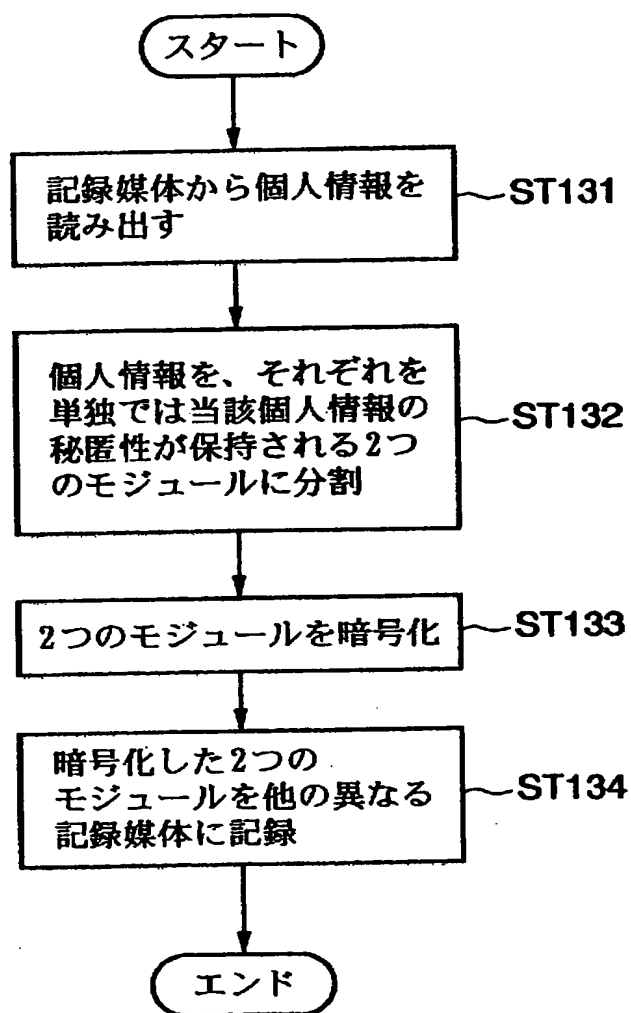 スタート
記録媒体から個人情報を
読み出す
ST131
個人情報を、それぞれを
単独では当該個人情報の
秘匿性が保持される2つ
のモジュールに分割
ST132
2つのモジュールを暗号化
ST133
暗号化した2つの
モジュールを他の異なる
記録媒体に記録
ST134
エンド